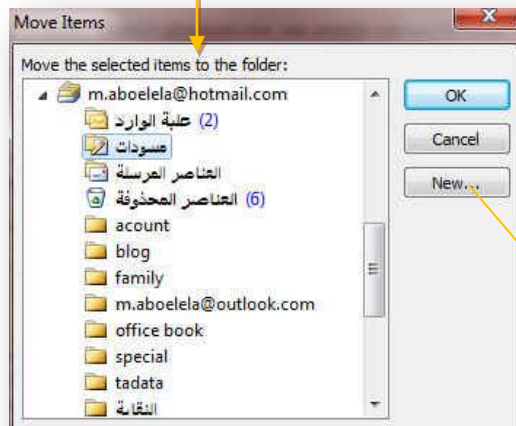 Move Items
Move the selected items to the folder:
m.aboelela@hotmail.com
علبة الوارد (2)
مسودات
العناصر المرسلة
العناصر المحذوفة (6)
acount
blog
family
m.aboelela@outlook.com
office book
special
tadata
النقابة
OK
Cancel
New...